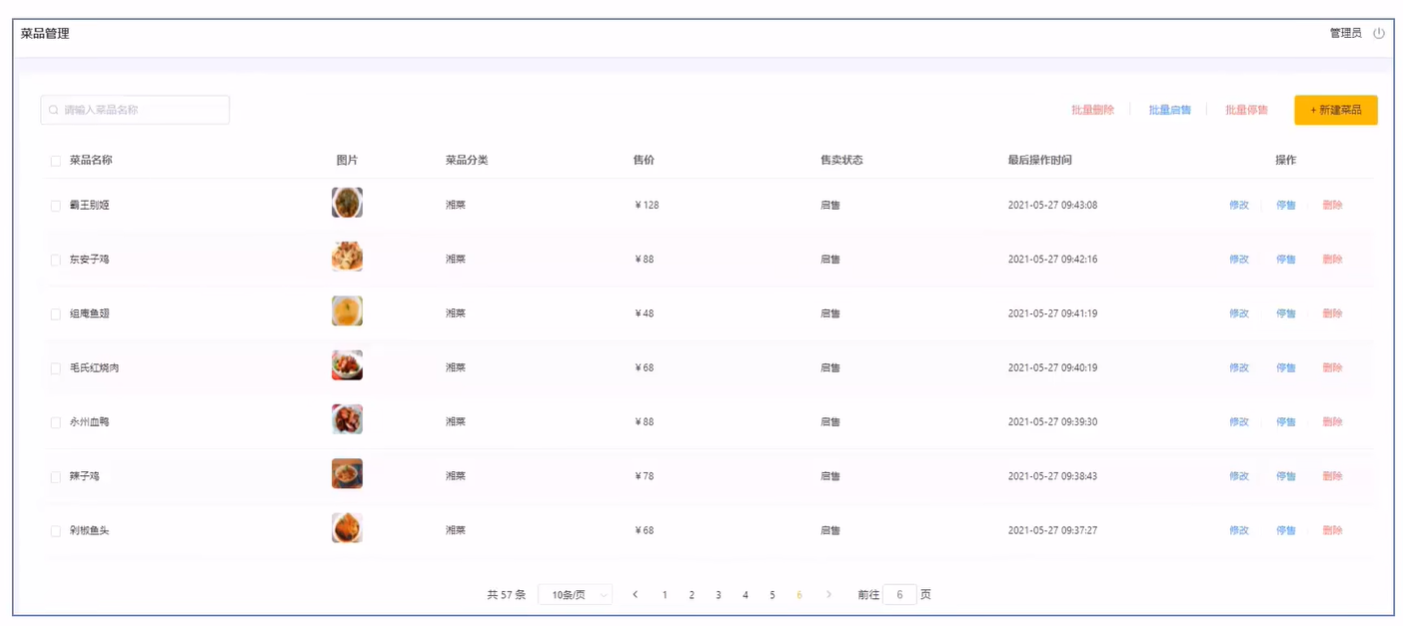 菜品管理 管理员
请输入菜品名称 批量删除 批量启售 批量停售 + 新建菜品
菜品名称 图片 菜品分类 售价 售卖状态 最后操作时间 操作
霸王别姬 湘菜 ¥ 128 启售 2021-05-27 09:43:08 修改 停售 删除
东安子鸡 湘菜 ¥ 88 启售 2021-05-27 09:42:16 修改 停售 删除
组庵鱼翅 湘菜 ¥ 48 启售 2021-05-27 09:41:19 修改 停售 删除
毛氏红烧肉 湘菜 ¥ 68 启售 2021-05-27 09:40:19 修改 停售 删除
永州血鸭 湘菜 ¥ 88 启售 2021-05-27 09:39:30 修改 停售 删除
辣子鸡 湘菜 ¥ 78 启售 2021-05-27 09:38:43 修改 停售 删除
剁椒鱼头 湘菜 ¥ 68 启售 2021-05-27 09:37:27 修改 停售 删除
共 57 条 10条/页 < 1 2 3 4 5 6 > 前往 6 页